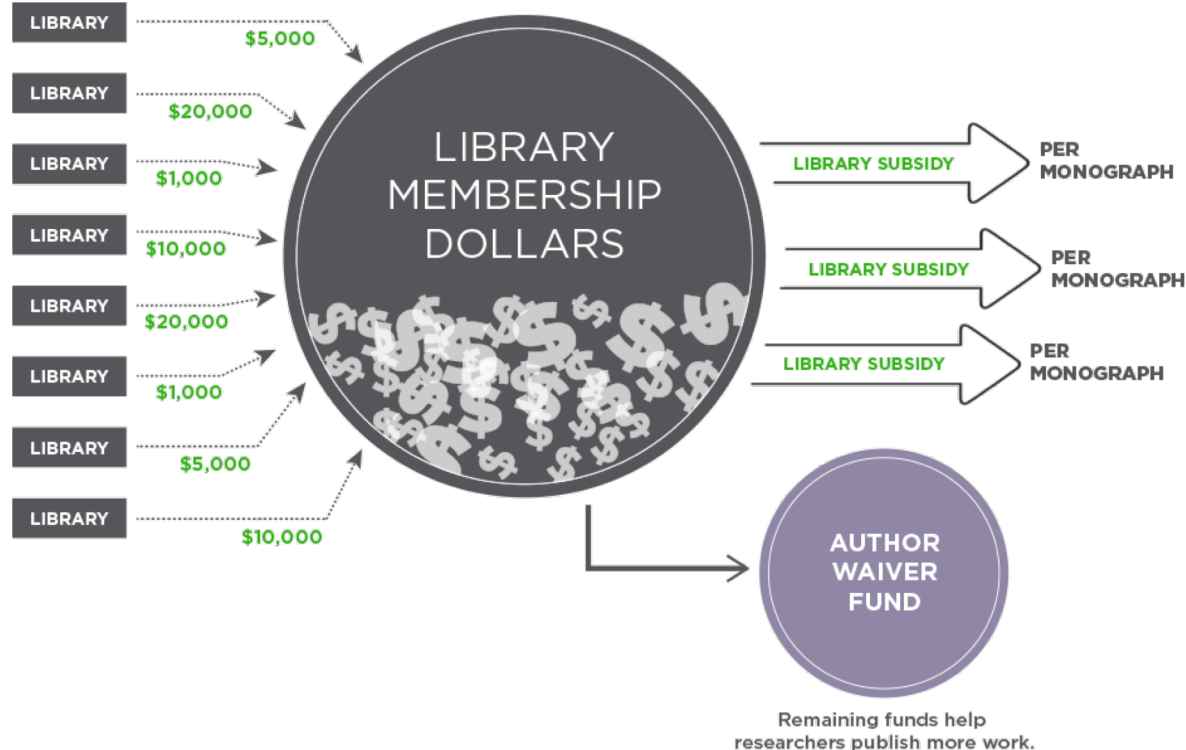 LIBRARY
$5,000
LIBRARY
$20,000
LIBRARY
$1,000
LIBRARY
$10,000
LIBRARY
$20,000
LIBRARY
$1,000
LIBRARY
$5,000
LIBRARY
$10,000
LIBRARY
MEMBERSHIP
DOLLARS
LIBRARY SUBSIDY
PER
MONOGRAPH
LIBRARY SUBSIDY
PER
MONOGRAPH
LIBRARY SUBSIDY
PER
MONOGRAPH
AUTHOR
WAIVER
FUND
Remaining funds help
researchers publish more work.